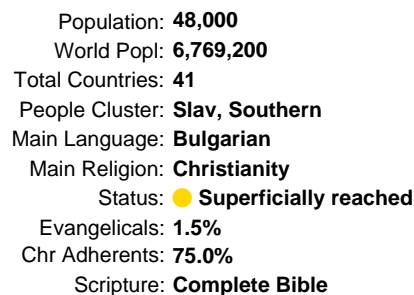 Population: 48,000
World Popl: 6,769,200
Total Countries: 41
People Cluster: Slav, Southern
Main Language: Bulgarian
Main Religion: Christianity
Status: Superficially reached
Evangelicals: 1.5%
Chr Adherents: 75.0%
Scripture: Complete Bible